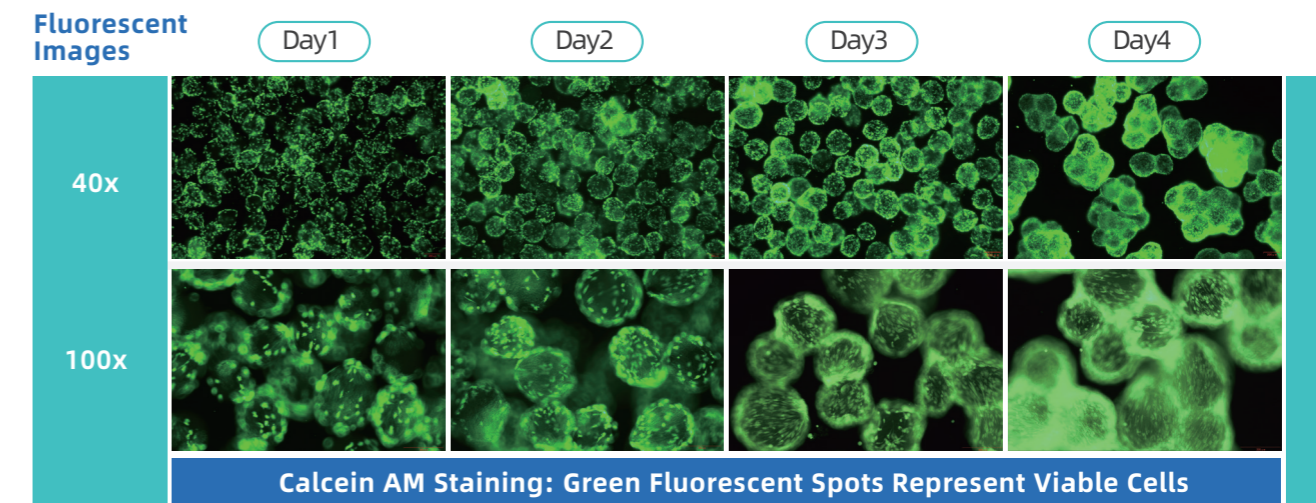 Fluorescent
Images
Day1
Day2
Day3
Day4
40x
100x
Calcein AM Staining: Green Fluorescent Spots Represent Viable Cells